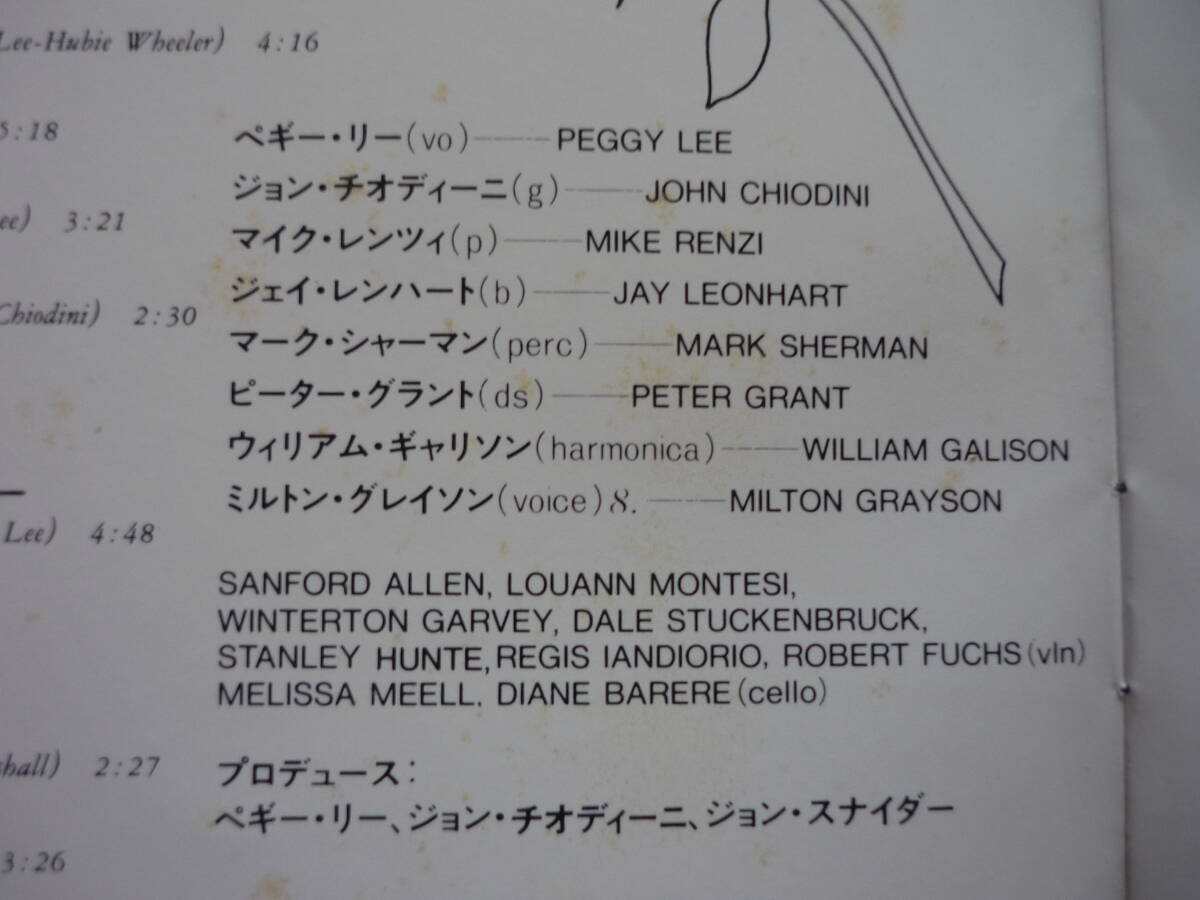 Lee-Hubie Wheeler) 4:16
5:18
ee) 3:21
Chiodini) 2:30
Lee) 4:48
shall) 2:27
3:26
ペギー・リー(vo)——PEGGY LEE
ジョン・チオディーニ(g)——JOHN CHIODINI
マイク・レンツィ(p)——MIKE RENZI
ジェイ・レンハート(b)——JAY LEONHART
マーク・シャーマン(perc)——MARK SHERMAN
ピーター・グラント(ds)——PETER GRANT
ウィリアム・ギャリソン(harmonica)——WILLIAM GALISON
ミルトン・グレイソン(voice)8.——MILTON GRAYSON
SANFORD ALLEN, LOUANN MONTESI,
WINTERTON GARVEY, DALE STUCKENBRUCK,
STANLEY HUNTE, REGIS IANDIORIO, ROBERT FUCHS(vln)
MELISSA MEELL. DIANE BARERE(cello)
プロデュース:
ペギー・リー、ジョン・チオディーニ、ジョン・スナイダー